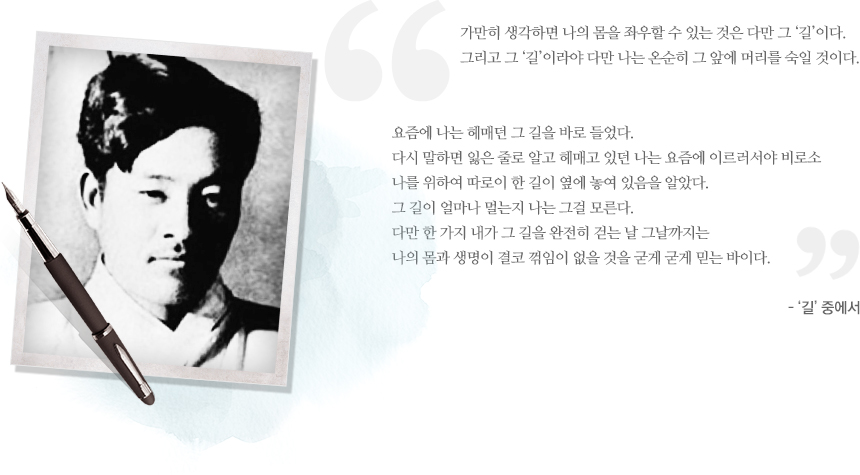 가만히 생각하면 나의 몸을 좌우할 수 있는 것은 다만 그 ‘길’이다.
그리고 그 ‘길’이라야 다만 나는 온순히 그 앞에 머리를 숙일 것이다.
요즘에 나는 헤매던 그 길을 바로 들었다.
다시 말하면 잃은 줄로 알고 헤매고 있던 나는 요즘에 이르러서야 비로소
나를 위하여 따로이 한 길이 옆에 놓여 있음을 알았다.
그 길이 얼마나 멀는지 나는 그걸 모른다.
다만 한 가지 내가 그 길을 완전히 걷는 날 그날까지는
나의 몸과 생명이 결코 꺾임이 없을 것을 굳게 굳게 믿는 바이다.
- ‘길’ 중에서